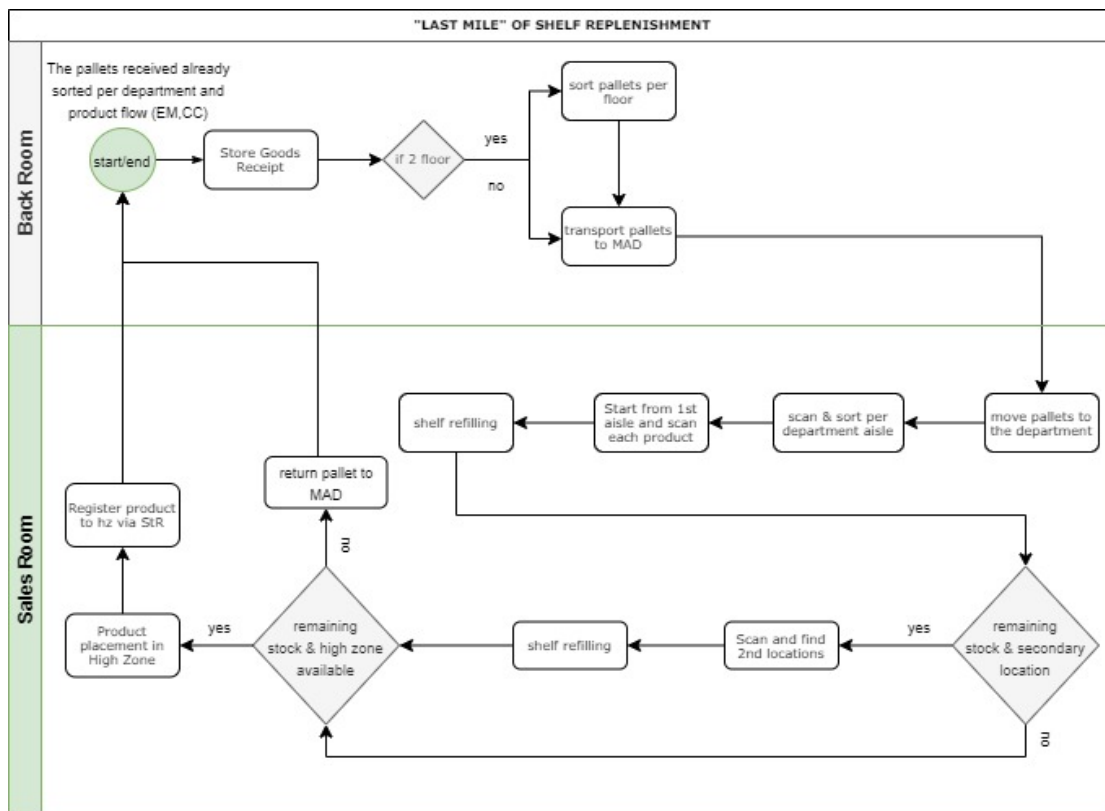 "LAST MILE" OF SHELF REPLENISHMENT
Back Room
The pallets received already
sorted per department and
product flow (EM,CC)
start/end
Store Goods
Receipt
if 2 floor
yes
no
sort pallets per
floor
transport pallets
to MAD
Sales Room
move pallets to
the department
scan & sort per
department aisle
Start from 1st
aisle and scan
each product
shelf refilling
remaining
stock & secondary
location
yes
no
Scan and find
2nd locations
shelf refilling
remaining
stock & high zone
available
no
yes
return pallet to
MAD
Product
placement in
High Zone
Register product
to hz via StR